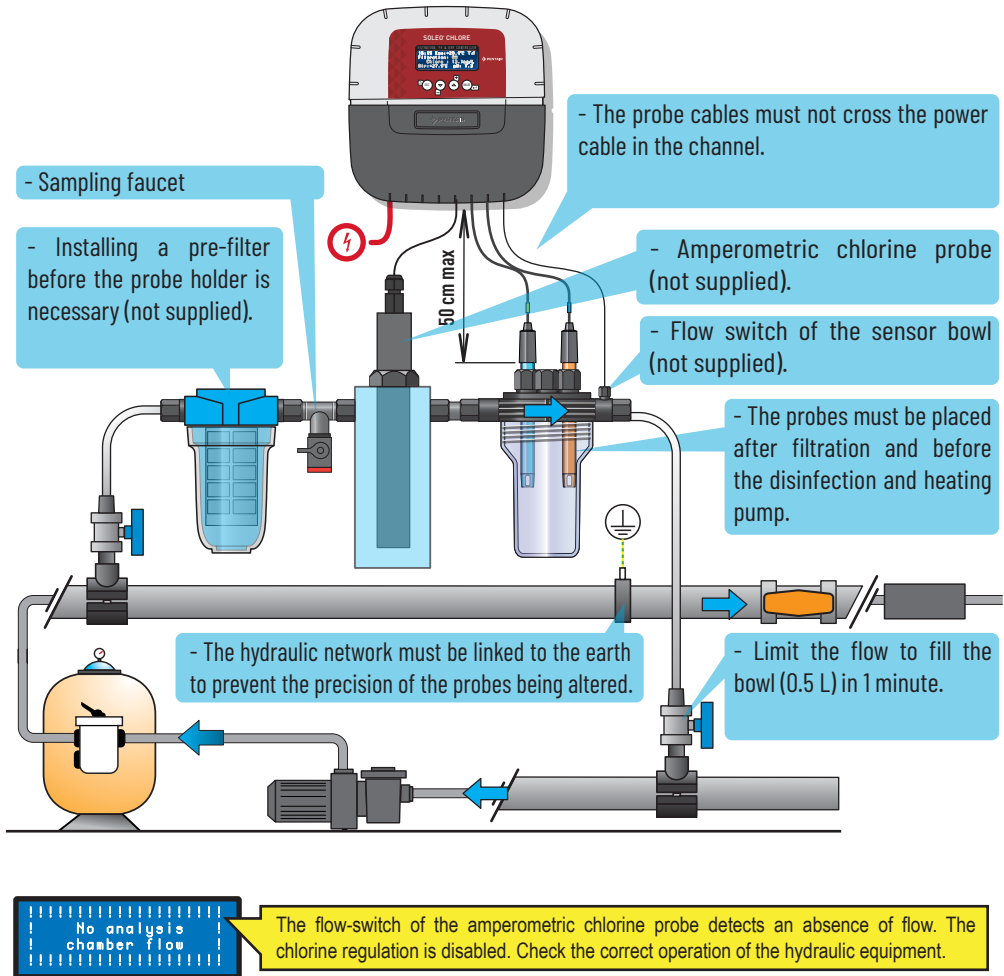 SOLEO² CHLORE
PENTAIR
- The probe cables must not cross the power
cable in the channel.
- Sampling faucet
- Installing a pre-filter
before the probe holder is
necessary (not supplied).
50 cm max
- Amperometric chlorine probe
(not supplied).
- Flow switch of the sensor bowl
(not supplied).
- The probes must be placed
after filtration and before
the disinfection and heating
pump.
- The hydraulic network must be linked to the earth
to prevent the precision of the probes being altered.
- Limit the flow to fill the
bowl (0.5 L) in 1 minute.
!!!!!!!!!!!!!!!!!!!!
! No analysis !
! chamber flow !
!!!!!!!!!!!!!!!!!!!!
The flow-switch of the amperometric chlorine probe detects an absence of flow. The
chlorine regulation is disabled. Check the correct operation of the hydraulic equipment.